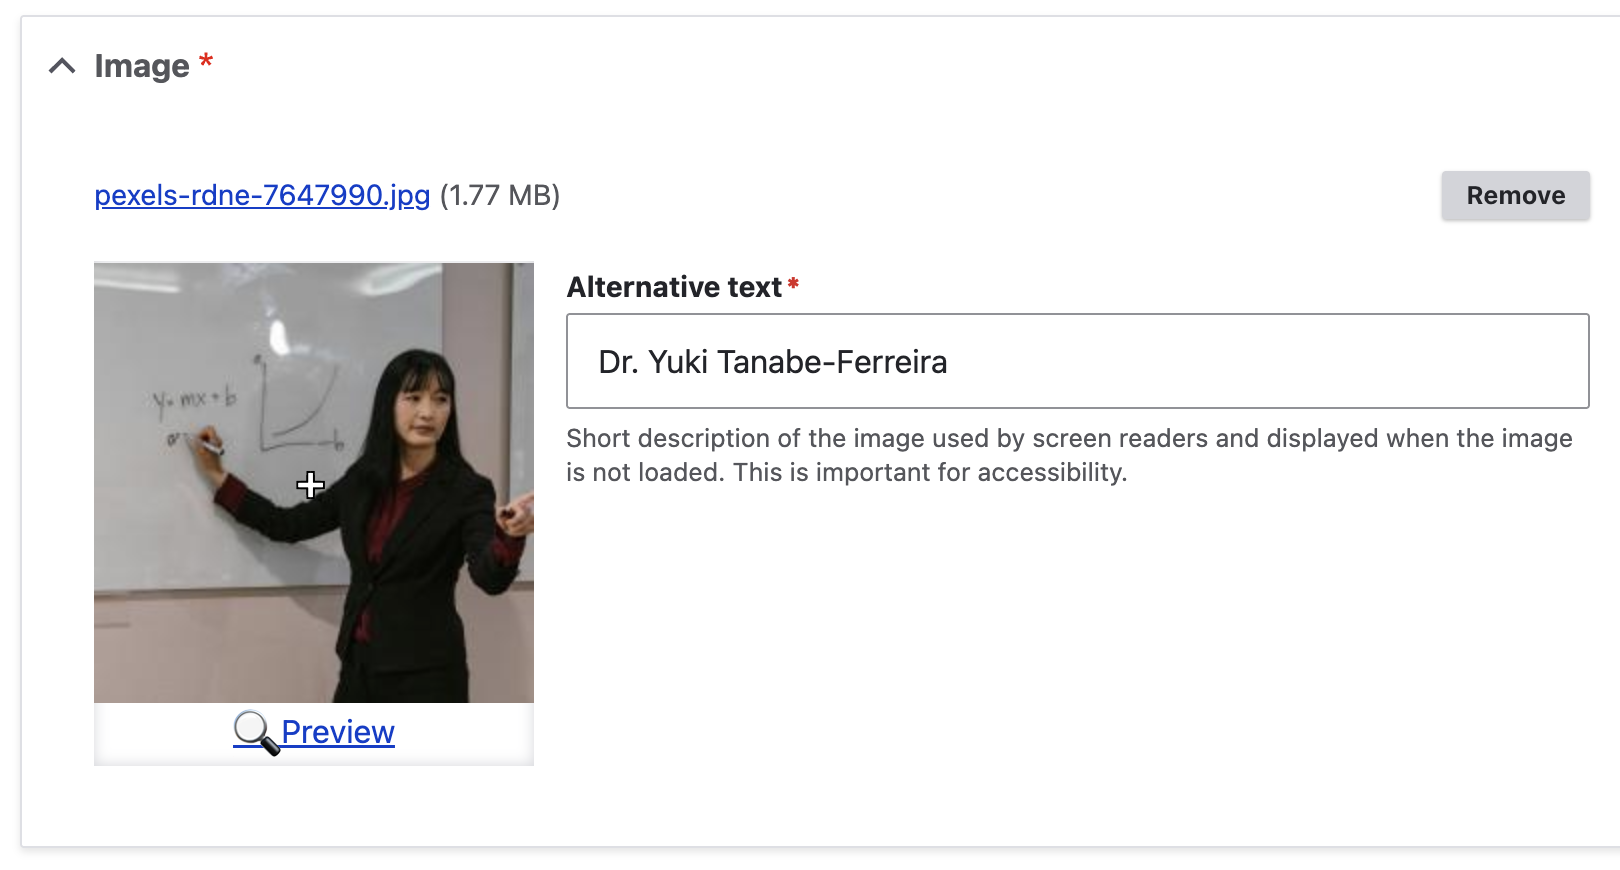 Image *
pexels-rdne-7647990.jpg (1.77 MB)
Remove
Alternative text *
Dr. Yuki Tanabe-Ferreira
Short description of the image used by screen readers and displayed when the image
is not loaded. This is important for accessibility.
y=mx+b
a
b
Preview